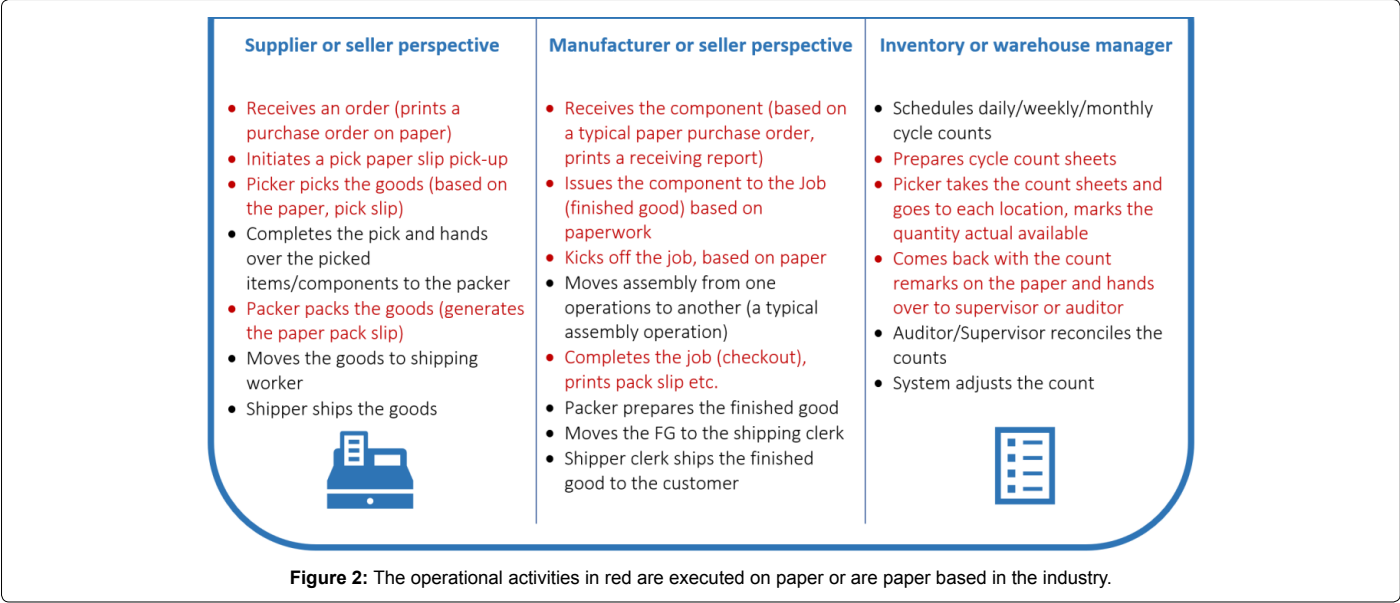 Supplier or seller perspective
• Receives an order (prints a
purchase order on paper)
• Initiates a pick paper slip pick-up
• Picker picks the goods (based on
the paper, pick slip)
• Completes the pick and hands
over the picked
items/components to the packer
• Packer packs the goods (generates
the paper pack slip)
• Moves the goods to shipping
worker
• Shipper ships the goods
Manufacturer or seller perspective
• Receives the component (based on
a typical paper purchase order,
prints a receiving report)
• Issues the component to the Job
(finished good) based on
paperwork
• Kicks off the job, based on paper
• Moves assembly from one
operations to another (a typical
assembly operation)
• Completes the job (checkout),
prints pack slip etc.
• Packer prepares the finished good
• Moves the FG to the shipping clerk
• Shipper clerk ships the finished
good to the customer
Inventory or warehouse manager
• Schedules daily/weekly/monthly
cycle counts
• Prepares cycle count sheets
• Picker takes the count sheets and
goes to each location, marks the
quantity actual available
• Comes back with the count
remarks on the paper and hands
over to supervisor or auditor
• Auditor/Supervisor reconciles the
counts
• System adjusts the count
Figure 2: The operational activities in red are executed on paper or are paper based in the industry.